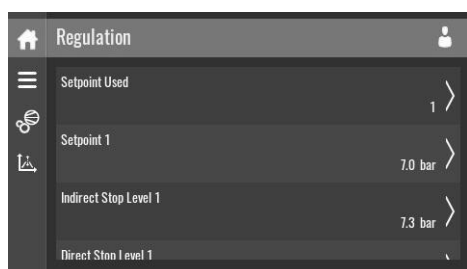 Regulation
Setpoint Used
1
Setpoint 1
7.0 bar
Indirect Stop Level 1
7.3 bar
Direct Stop Level 1